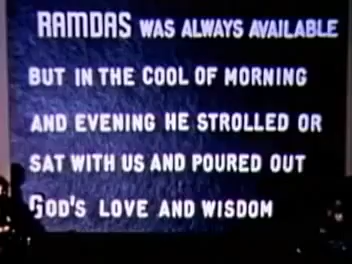 RAMDAS WAS ALWAYS AVAILABLE
BUT IN THE COOL OF MORNING
AND EVENING HE STROLLED OR
SAT WITH US AND POURED OUT
GOD'S LOVE AND WISDOM